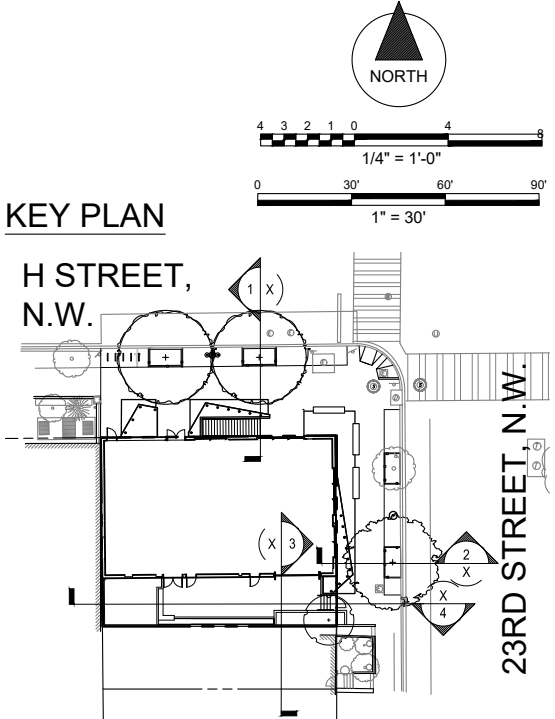 NORTH
4 3 2 1 0 4 8
1/4" = 1'-0"
0 30' 60' 90'
1" = 30'
KEY PLAN
H STREET,
N.W.
1 X
23RD STREET, N.W.
X 3
2
X
X
4